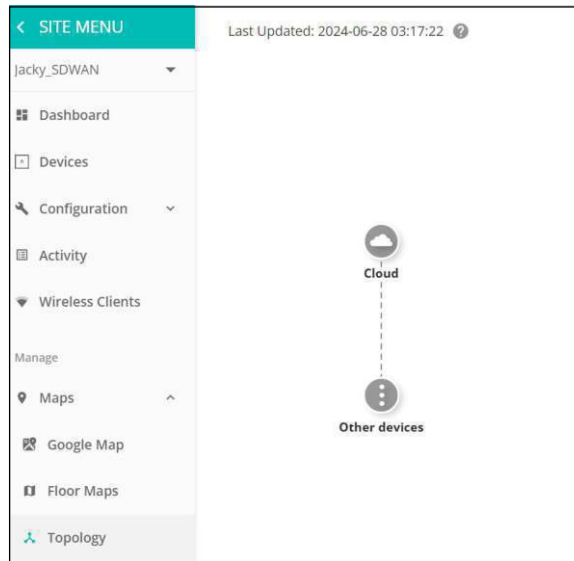 SITE MENU
Last Updated: 2024-06-28 03:17:22
Jacky_SDWAN
Dashboard
Devices
Configuration
Activity
Wireless Clients
Manage
Maps
Google Map
Floor Maps
Topology
Cloud
Other devices